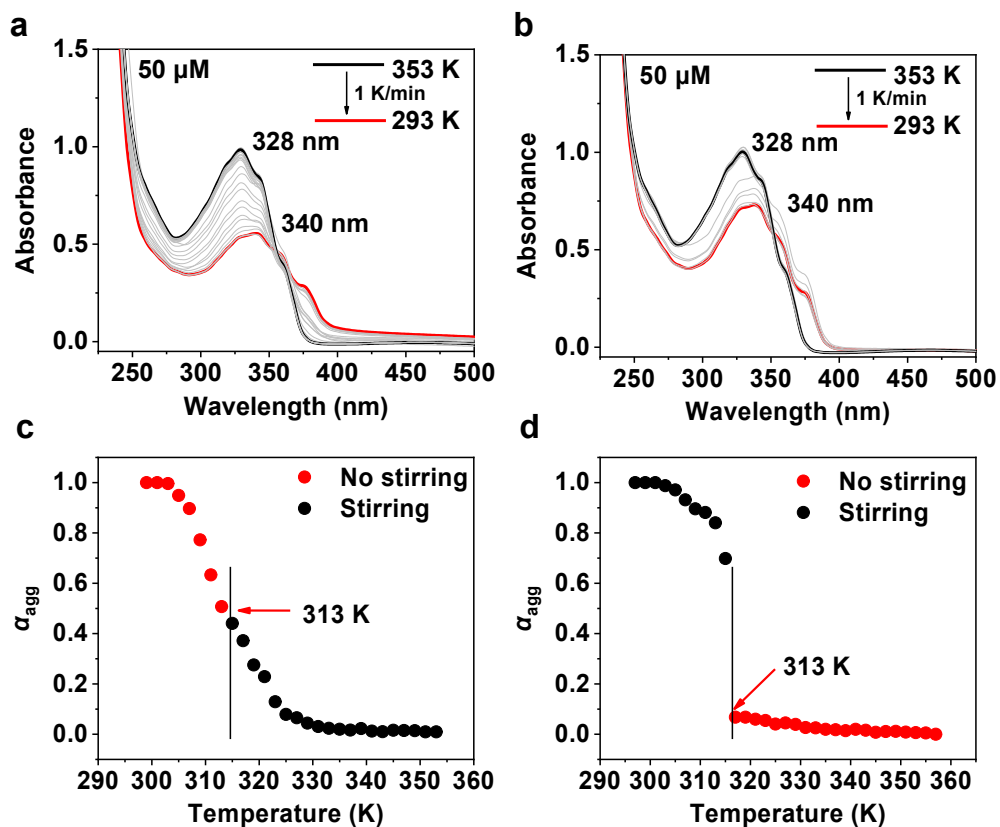 a
1.5
1.0
0.5
0.0
Absorbance
50 µM
353 K
1 K/min
293 K
328 nm
340 nm
250 300 350 400 450 500
Wavelength (nm)
b
1.5
1.0
0.5
0.0
Absorbance
50 µM
353 K
1 K/min
293 K
328 nm
340 nm
250 300 350 400 450 500
Wavelength (nm)
c
1.0
0.8
0.6
0.4
0.2
0.0
αagg
No stirring
Stirring
313 K
290 300 310 320 330 340 350 360
Temperature (K)
d
1.0
0.8
0.6
0.4
0.2
0.0
αagg
No stirring
Stirring
313 K
290 300 310 320 330 340 350 360
Temperature (K)